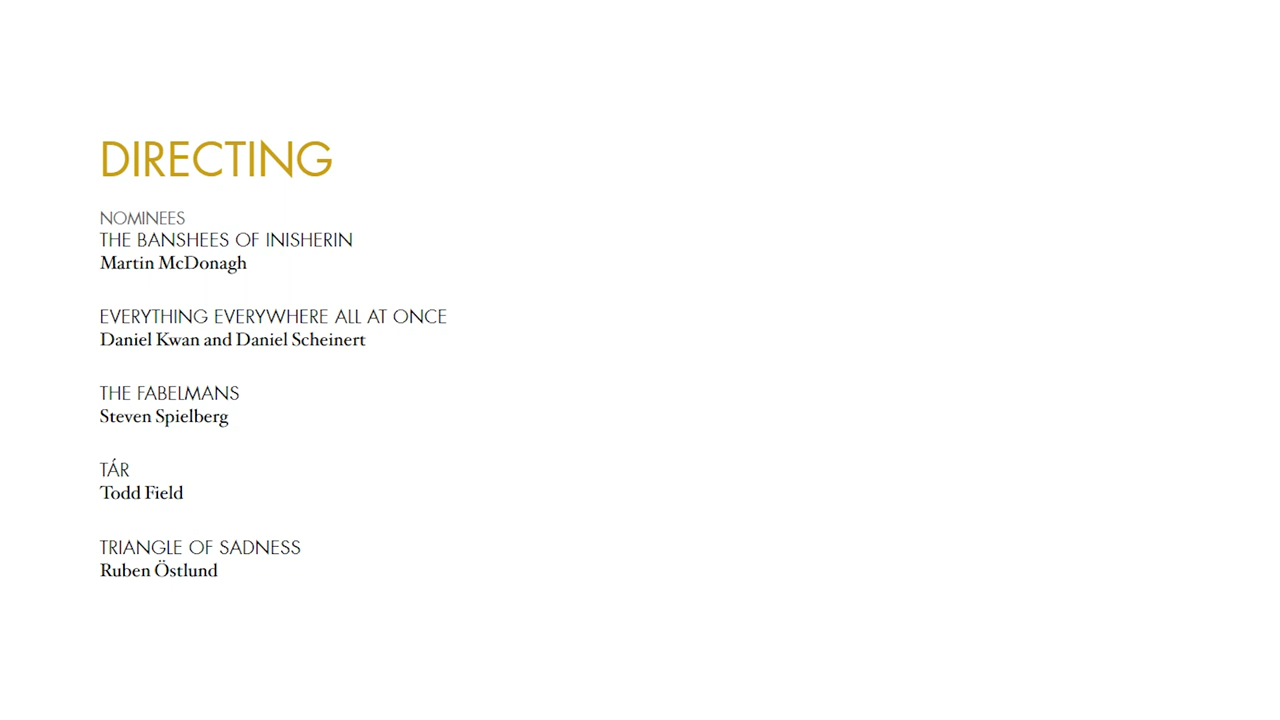 DIRECTING
NOMINEES
THE BANSHEES OF INISHERIN
Martin McDonagh
EVERYTHING EVERYWHERE ALL AT ONCE
Daniel Kwan and Daniel Scheinert
THE FABELMANS
Steven Spielberg
TÁR
Todd Field
TRIANGLE OF SADNESS
Ruben Östlund